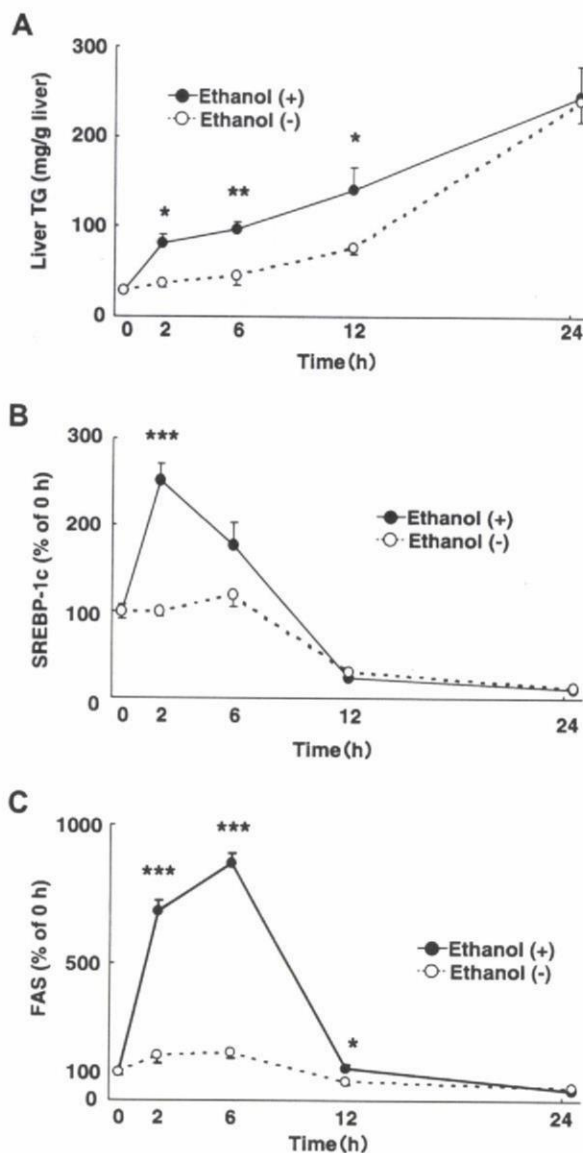 A
300
200
100
0
Liver TG (mg/g liver)
Ethanol (+)
Ethanol (-)
*
**
*
0 2 6 12 24
Time(h)
B
300
200
100
0
SREBP-1c (% of 0 h)
***
Ethanol (+)
Ethanol (-)
0 2 6 12 24
Time(h)
C
1000
500
100
0
FAS (% of 0 h)
***
***
*
Ethanol (+)
Ethanol (-)
0 2 6 12 24
Time(h)